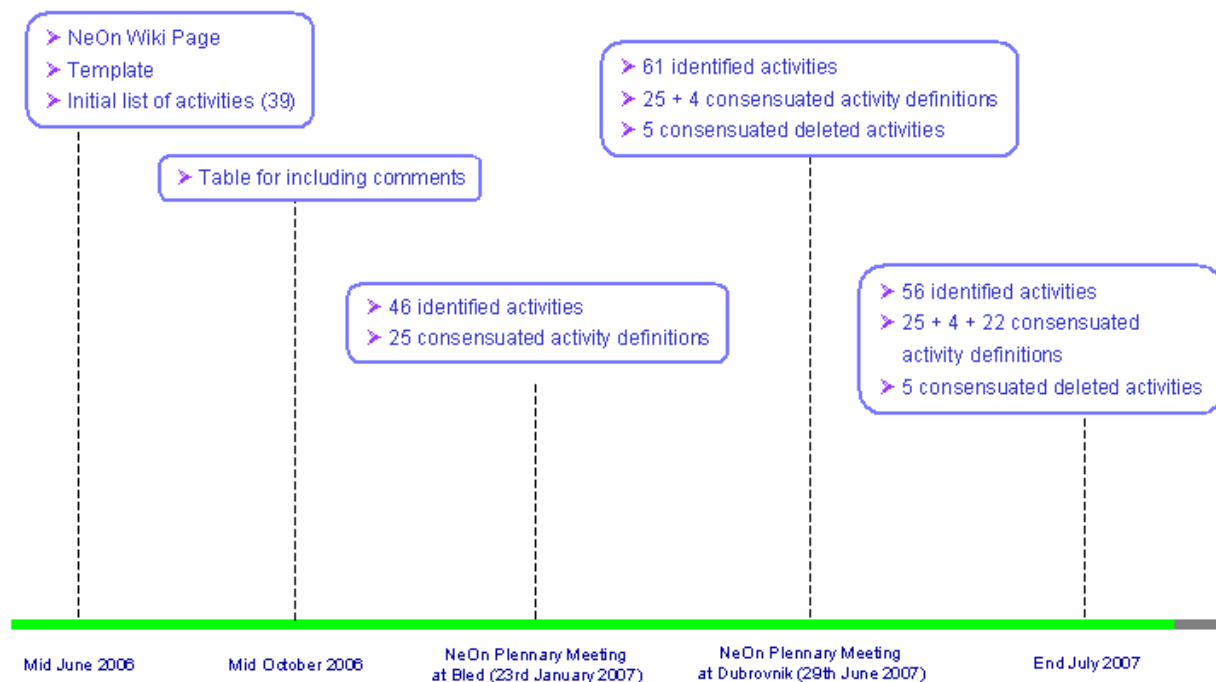 NeOn Wiki Page
Template
Initial list of activities (39)
Table for including comments
46 identified activities
25 consensuated activity definitions
61 identified activities
25 + 4 consensuated activity definitions
5 consensuated deleted activities
56 identified activities
25 + 4 + 22 consensuated
activity definitions
5 consensuated deleted activities
Mid June 2006
Mid October 2006
NeOn Plennary Meeting
at Bled (23rd January 2007)
NeOn Plennary Meeting
at Dubrovnik (29th June 2007)
End July 2007